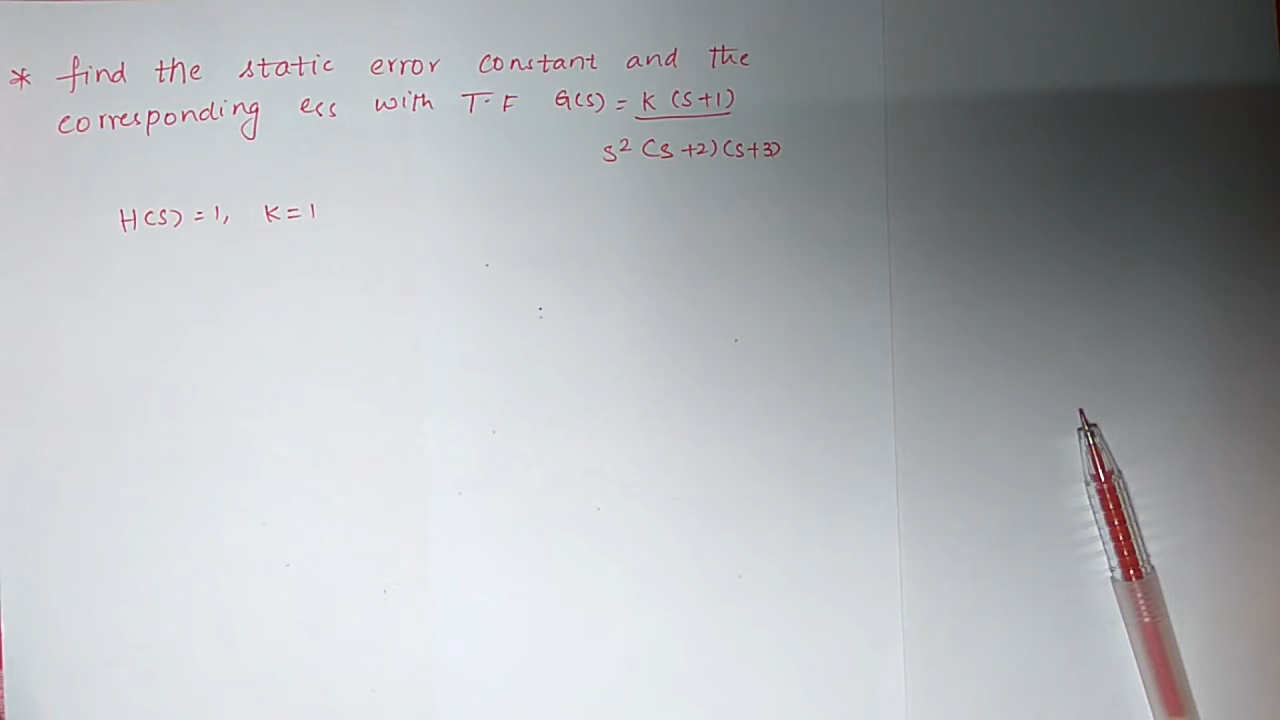 * find the static error constant and the
corresponding ess with T.F G(s) = K (s+1)
s² (s +2)(s+3)
H(s) = 1, K = 1